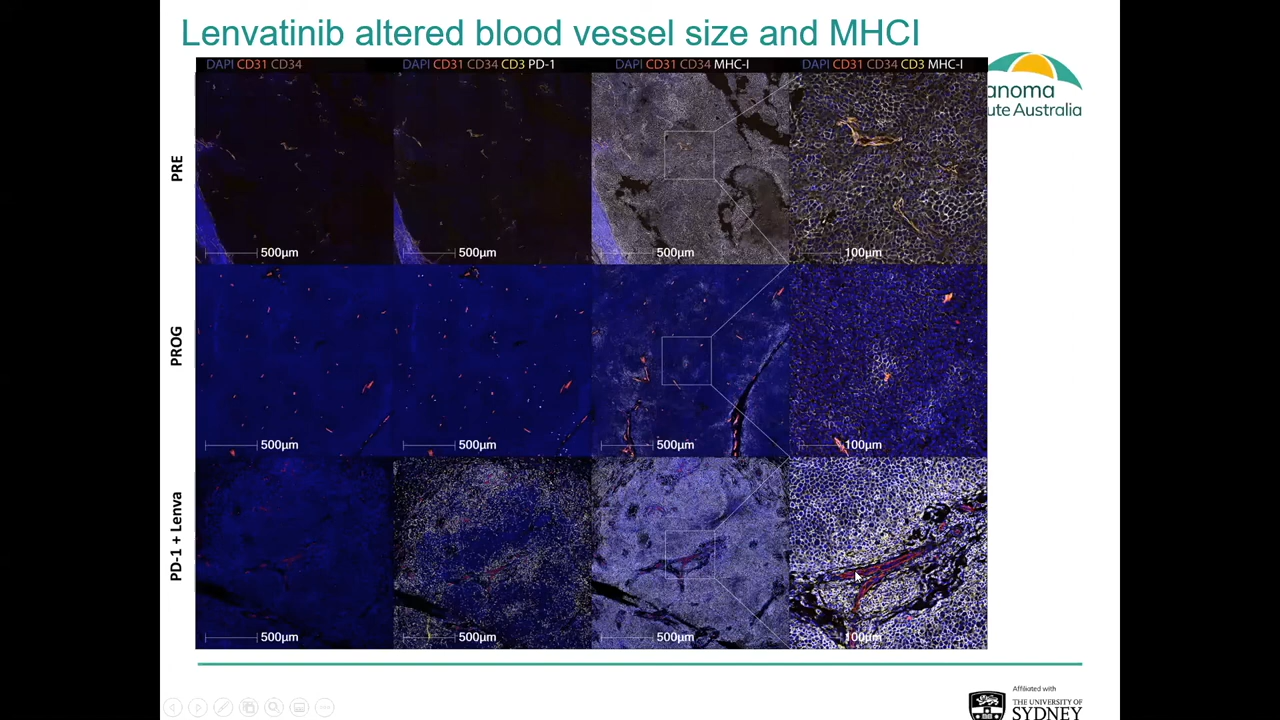 Lenvatinib altered blood vessel size and MHCI
DAPI CD31 CD34
DAPI CD31 CD34 CD3 PD-1
DAPI CD31 CD34 MHC-I
DAPI CD31 CD34 CD3 MHC-I
anoma
ute Australia
PRE
500µm
500µm
500µm
100µm
PROG
500µm
500µm
500µm
100µm
PD-1 + Lenva
500µm
500µm
500µm
100µm
Affiliated with
THE UNIVERSITY OF
SYDNEY